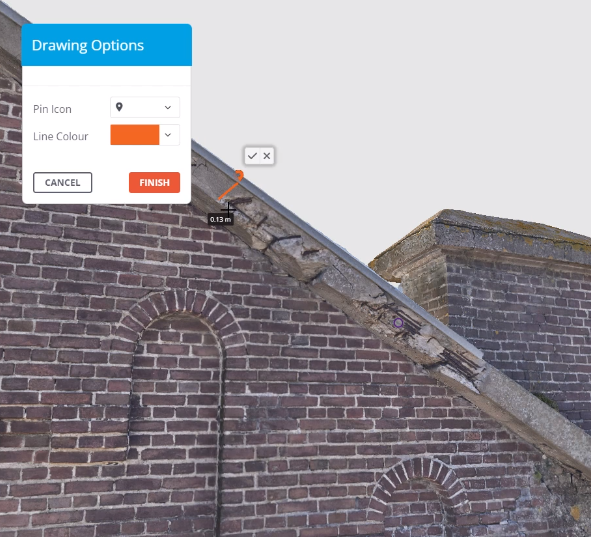 Drawing Options
Pin Icon
Line Colour
CANCEL
FINISH
0.13 m